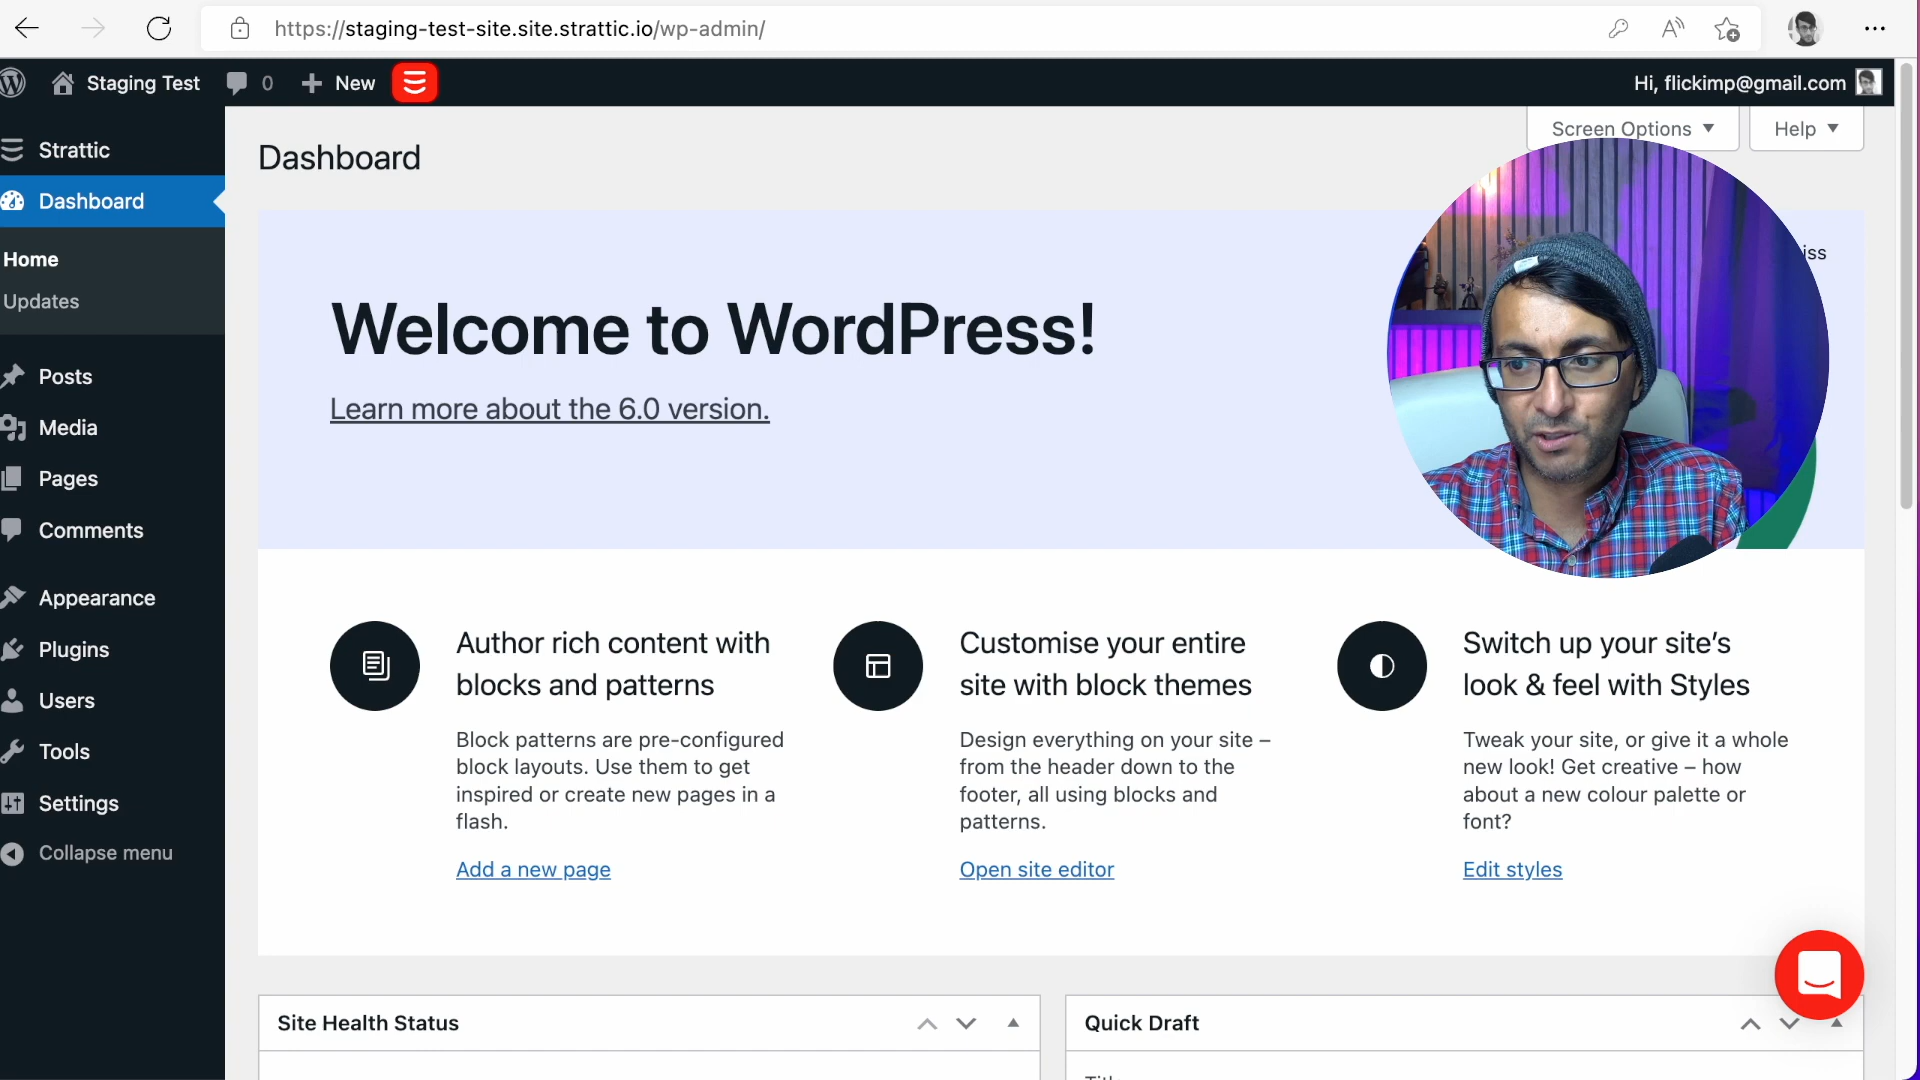 https://staging-test-site.site.strattic.io/wp-admin/
Staging Test
0
New
Hi, flickimp@gmail.com
Screen Options
Help
Strattic
Dashboard
Home
Updates
Posts
Media
Pages
Comments
Appearance
Plugins
Users
Tools
Settings
Collapse menu
Dashboard
Welcome to WordPress!
Learn more about the 6.0 version.
Author rich content with
blocks and patterns
Block patterns are pre-configured
block layouts. Use them to get
inspired or create new pages in a
flash.
Add a new page
Customise your entire
site with block themes
Design everything on your site –
from the header down to the
footer, all using blocks and
patterns.
Open site editor
Switch up your site’s
look & feel with Styles
Tweak your site, or give it a whole
new look! Get creative – how
about a new colour palette or
font?
Edit styles
Site Health Status
Quick Draft